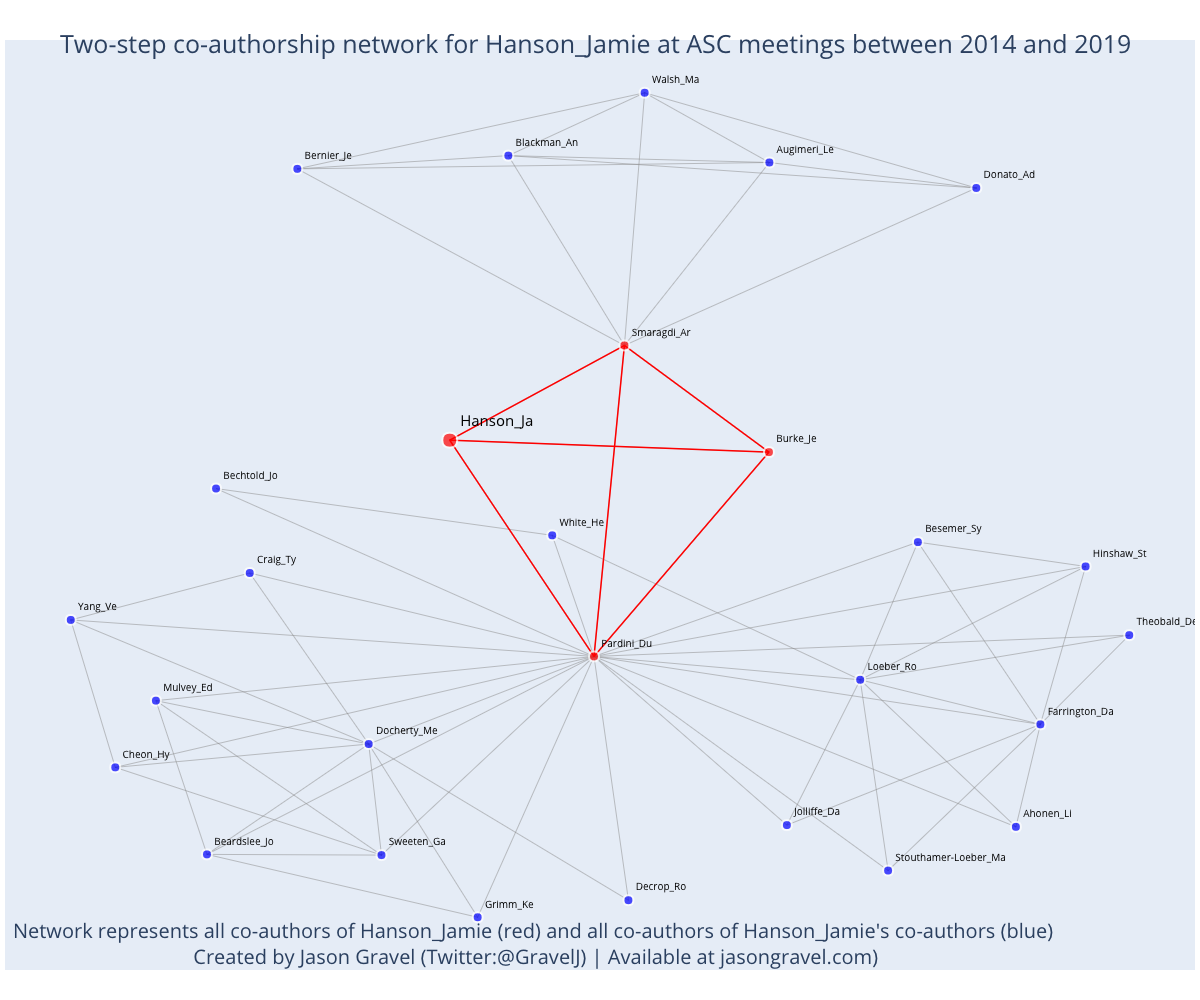 Two-step co-authorship network for Hanson_Jamie at ASC meetings between 2014 and 2019
Walsh_Ma
Blackman_An
Augimeri_Le
Bernier_Je
Donato_Ad
Smaragdi_Ar
Hanson_Ja
Burke_Je
Bechtold_Jo
White_He
Besemer_Sy
Hinshaw_St
Craig_Ty
Yang_Ve
Theobald_De
Pardini_Du
Loeber_Ro
Mulvey_Ed
Farrington_Da
Docherty_Me
Cheon_Hy
Jolliffe_Da
Ahonen_Li
Beardslee_Jo
Sweeten_Ga
Stouthamer-Loeber_Ma
Decrop_Ro
Grimm_Ke
Network represents all co-authors of Hanson_Jamie (red) and all co-authors of Hanson_Jamie's co-authors (blue)
Created by Jason Gravel (Twitter:@GravelJ) | Available at jasongravel.com)